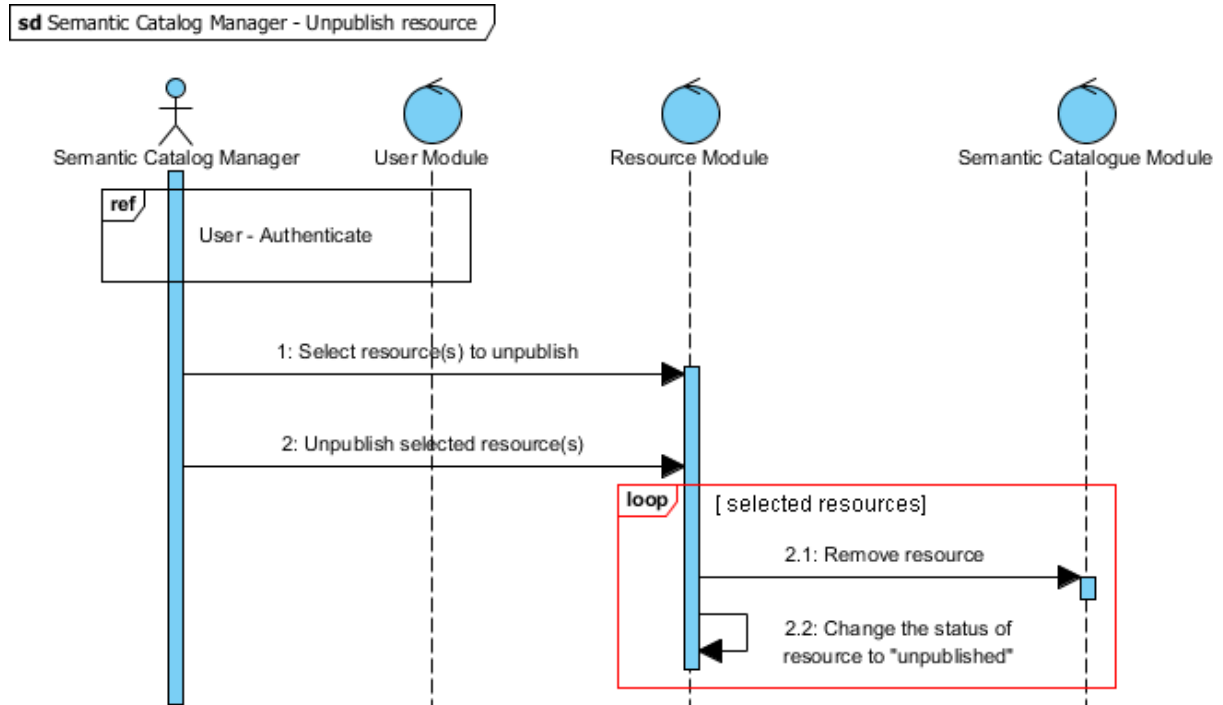 sd Semantic Catalog Manager - Unpublish resource
Semantic Catalog Manager
User Module
Resource Module
Semantic Catalogue Module
ref
User - Authenticate
1: Select resource(s) to unpublish
2: Unpublish selected resource(s)
loop
[ selected resources]
2.1: Remove resource
2.2: Change the status of
resource to "unpublished"